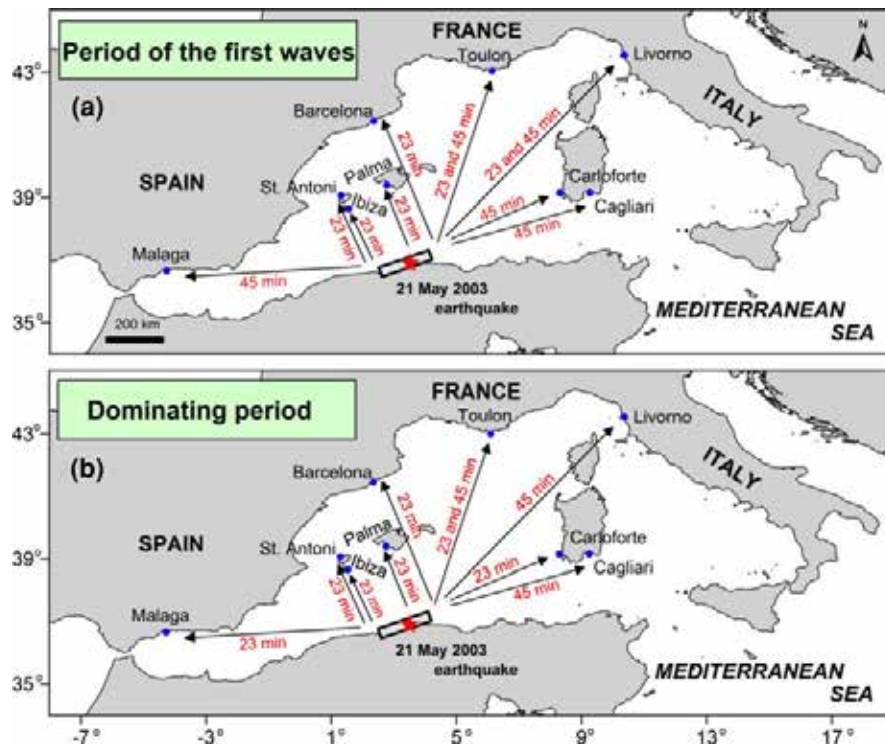 FRANCE
N
Period of the first waves
Toulon
Livorno
43°
(a)
Barcelona
ITALY
23 min
23 and 45 min
23 and 45 min
SPAIN
Palma
St. Antoni
Ibiza
Carloforte
39°
Cagliari
23 min
23 min
23 min
45 min
45 min
Malaga
45 min
21 May 2003
earthquake
MEDITERRANEAN
SEA
35°
200 km
FRANCE
Dominating period
Toulon
Livorno
43°
(b)
Barcelona
ITALY
23 min
23 and 45 min
45 min
SPAIN
Palma
St. Antoni
Ibiza
Carloforte
39°
Cagliari
23 min
23 min
23 min
23 min
45 min
Malaga
23 min
21 May 2003
earthquake
MEDITERRANEAN
SEA
35°
-7° -3° 1° 5° 9° 13° 17°